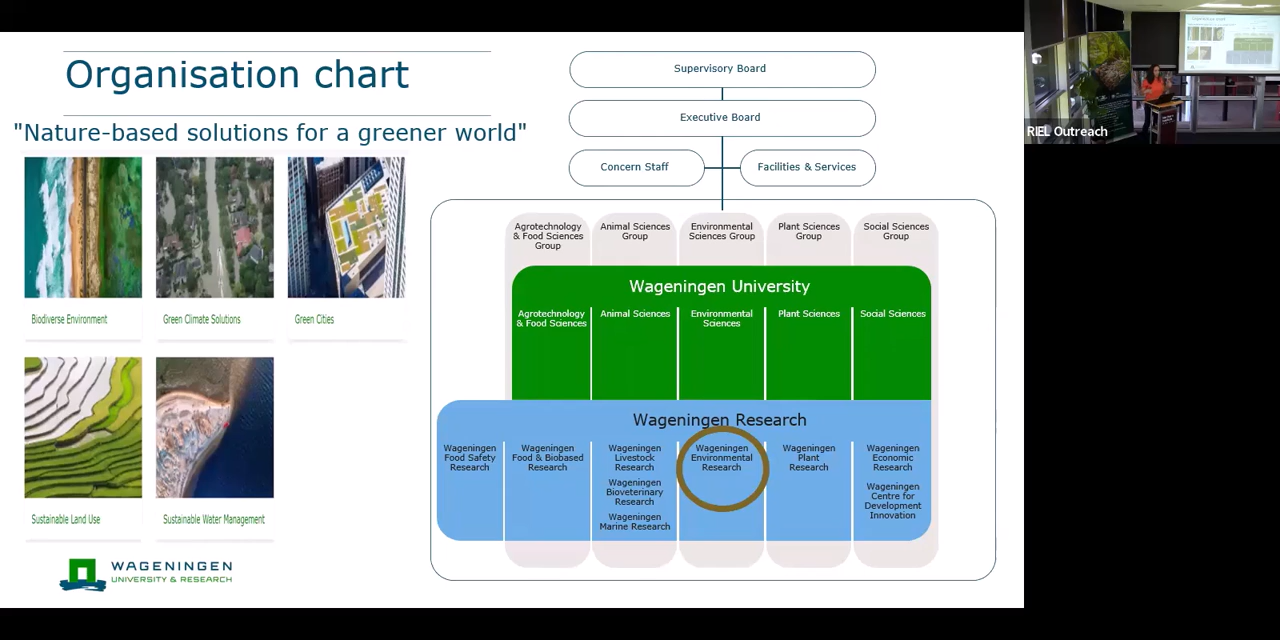 Organisation chart
"Nature-based solutions for a greener world"
Biodiverse Environment
Green Climate Solutions
Green Cities
Sustainable Land Use
Sustainable Water Management
WAGENINGEN
UNIVERSITY & RESEARCH
Supervisory Board
Executive Board
Concern Staff
Facilities & Services
Agrotechnology
& Food Sciences
Group
Animal Sciences
Group
Environmental
Sciences Group
Plant Sciences
Group
Social Sciences
Group
Wageningen University
Agrotechnology
& Food Sciences
Animal Sciences
Environmental
Sciences
Plant Sciences
Social Sciences
Wageningen Research
Wageningen
Food Safety
Research
Wageningen
Food & Biobased
Research
Wageningen
Livestock
Research
Wageningen
Bioveterinary
Research
Wageningen
Marine Research
Wageningen
Environmental
Research
Wageningen
Plant
Research
Wageningen
Economic
Research
Wageningen
Centre for
Development
Innovation
RIEL Outreach